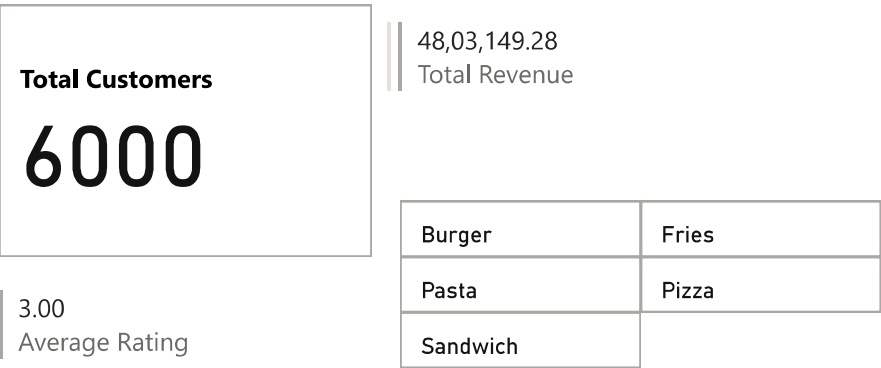 Total Customers
6000
48,03,149.28
Total Revenue
3.00
Average Rating
Burger
Fries
Pasta
Pizza
Sandwich